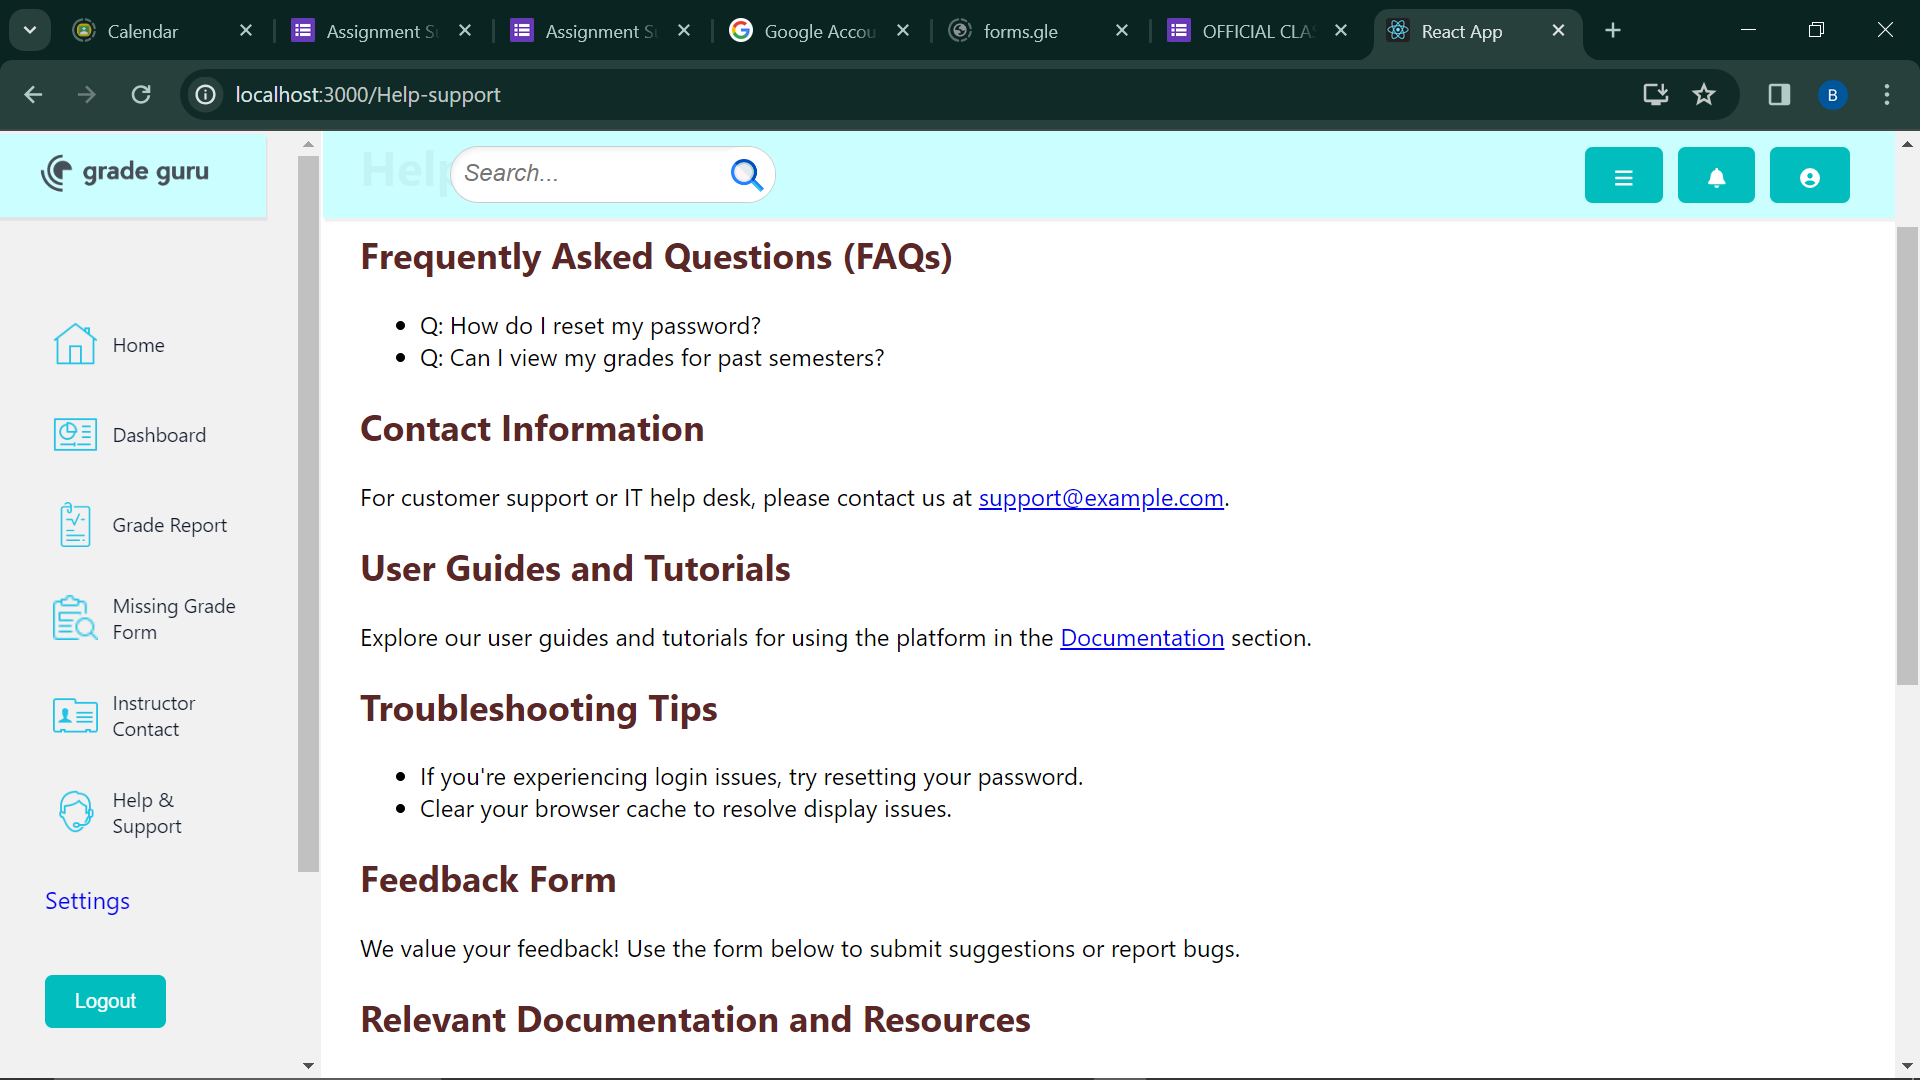 Calendar
Assignment S
Assignment S
Google Accou
forms.gle
OFFICIAL CLA
React App
localhost:3000/Help-support
B
grade guru
Help
Search...
Home
Dashboard
Grade Report
Missing Grade
Form
Instructor
Contact
Help &
Support
Settings
Logout
Frequently Asked Questions (FAQs)
• Q: How do I reset my password?
• Q: Can I view my grades for past semesters?
Contact Information
For customer support or IT help desk, please contact us at support@example.com.
User Guides and Tutorials
Explore our user guides and tutorials for using the platform in the Documentation section.
Troubleshooting Tips
• If you're experiencing login issues, try resetting your password.
• Clear your browser cache to resolve display issues.
Feedback Form
We value your feedback! Use the form below to submit suggestions or report bugs.
Relevant Documentation and Resources